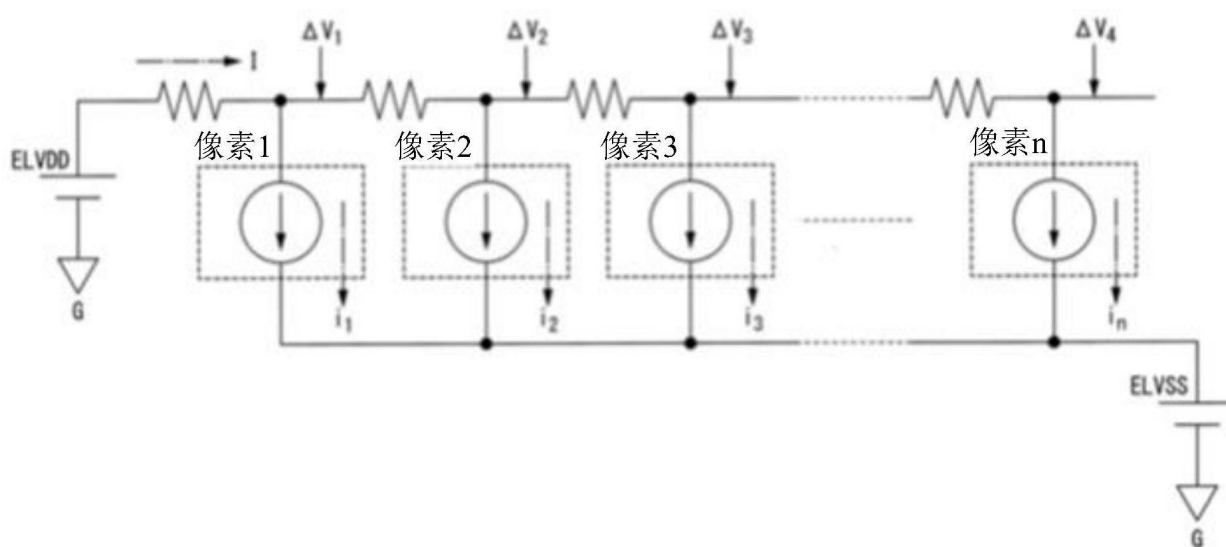 ΔV₁ ΔV₂ ΔV₃ ΔV₄
I
像素1 像素2 像素3 像素n
ELVDD
i₁ i₂ i₃ iₙ
G
ELVSS
G